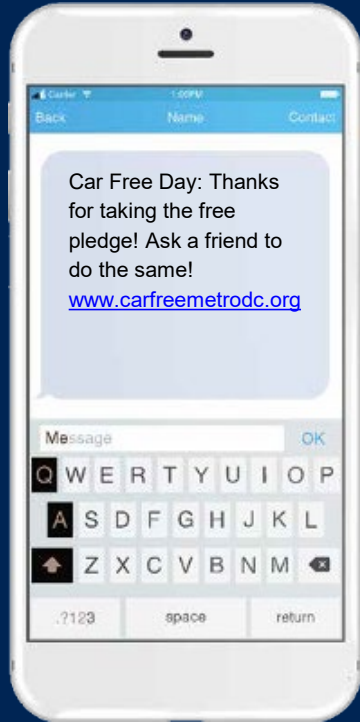 Carrier 1:00PM
Back Name Contact
Car Free Day: Thanks
for taking the free
pledge! Ask a friend to
do the same!
www.carfreemetrodc.org
Message OK
Q W E R T Y U I O P
A S D F G H J K L
Z X C V B N M
.?123 space return